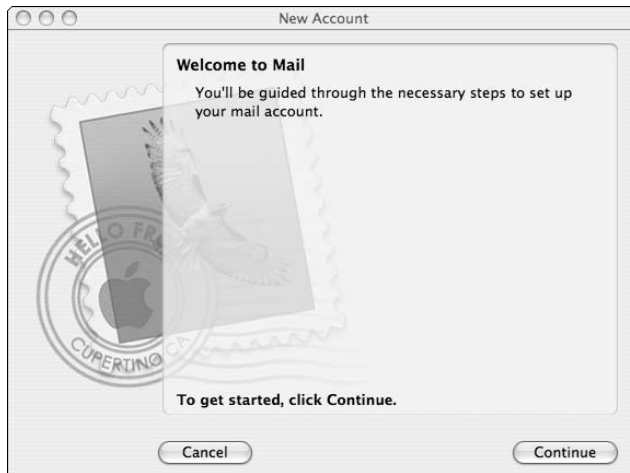 New Account
Welcome to Mail
You'll be guided through the necessary steps to set up
your mail account.
HELLO FRO
CUPERTINO CA
To get started, click Continue.
Cancel
Continue